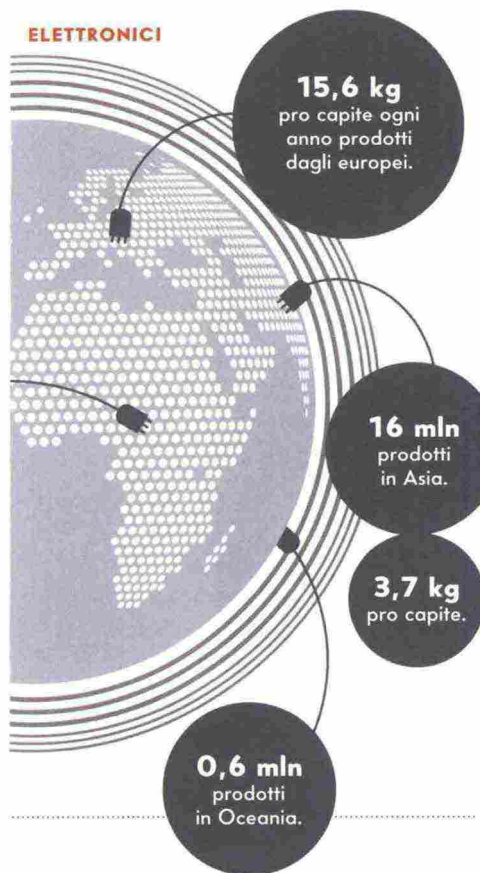 ELETTRONICI
15,6 kg
pro capite ogni
anno prodotti
dagli europei.
16 mln
prodotti
in Asia.
3,7 kg
pro capite.
0,6 mln
prodotti
in Oceania.